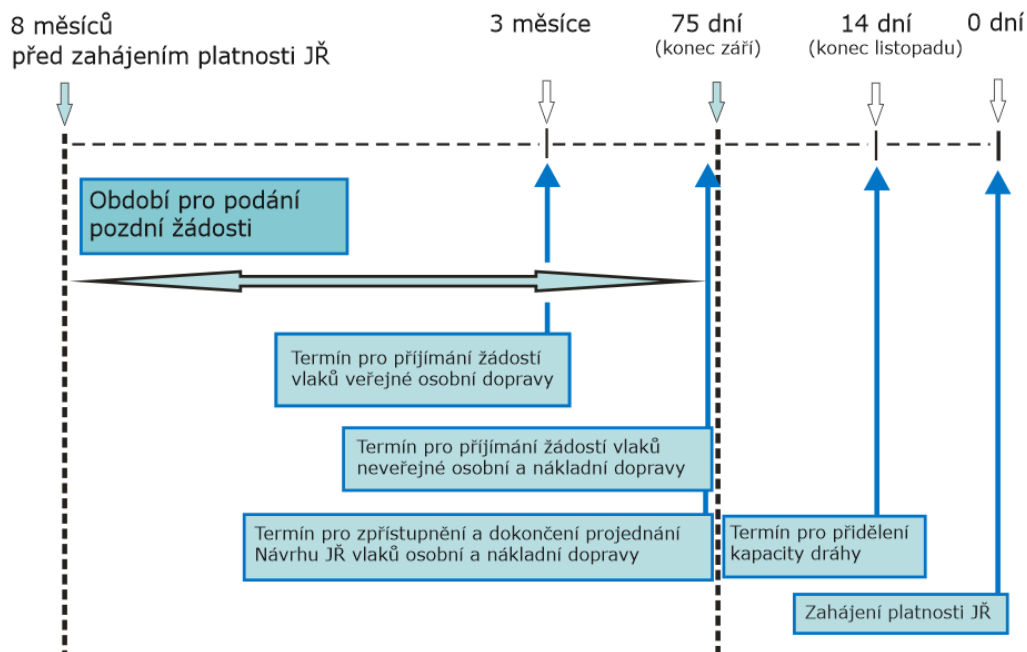 8 měsíců
před zahájením platnosti JŘ
3 měsíce
75 dní
(konec září)
14 dní
(konec listopadu)
0 dní
Období pro podání
pozdní žádosti
Termín pro příjímání žádostí
vlaků veřejné osobní dopravy
Termín pro příjímání žádostí vlaků
neveřejné osobní a nákladní dopravy
Termín pro zpřístupnění a dokončení projednání
Návrhu JŘ vlaků osobní a nákladní dopravy
Termín pro přidělení
kapacity dráhy
Zahájení platnosti JŘ